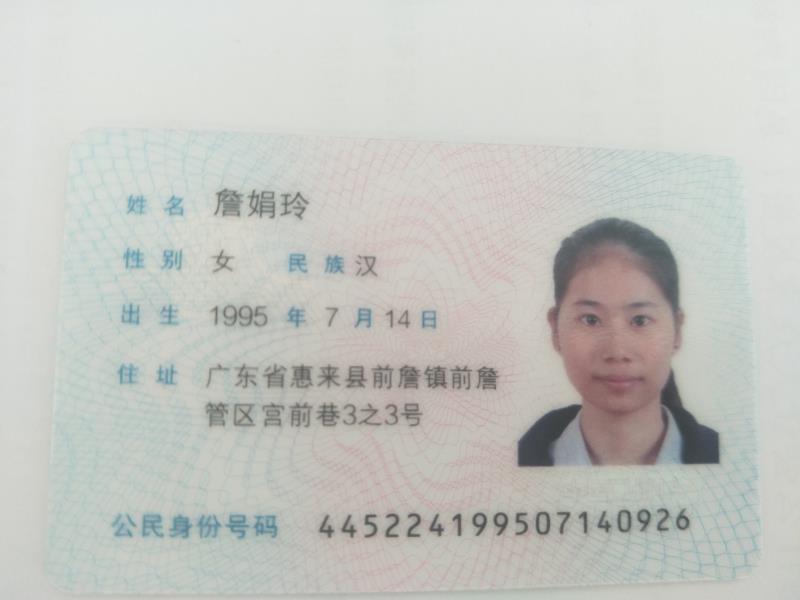 姓名 詹娟玲
性别 女 民族 汉
出生 1995 年 7 月 14 日
住址 广东省惠来县前詹镇前詹
管区宫前巷3之3号
公民身份号码 445224199507140926